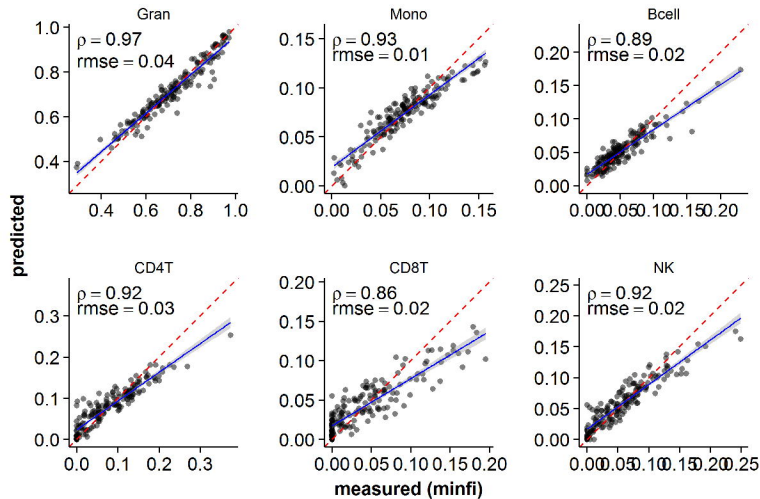 Gran
ρ = 0.97
rmse = 0.04
1.0
0.8
0.6
0.4
0.4 0.6 0.8 1.0
Mono
ρ = 0.93
rmse = 0.01
0.15
0.10
0.05
0.00
0.00 0.05 0.10 0.15
Bcell
ρ = 0.89
rmse = 0.02
0.20
0.15
0.10
0.05
0.00
0.00 0.05 0.10 0.15 0.20
predicted
CD4T
ρ = 0.92
rmse = 0.03
0.3
0.2
0.1
0.0
0.0 0.1 0.2 0.3
CD8T
ρ = 0.86
rmse = 0.02
0.20
0.15
0.10
0.05
0.00
0.00 0.05 0.10 0.15 0.20
NK
ρ = 0.92
rmse = 0.02
0.25
0.20
0.15
0.10
0.05
0.00
0.00 0.05 0.10 0.15 0.20 0.25
measured (minfi)